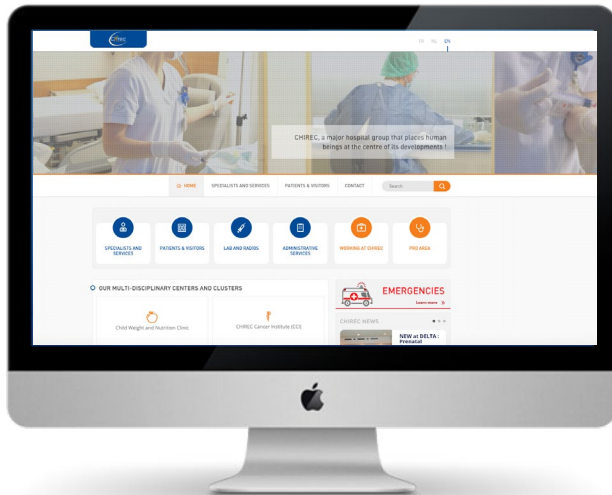 chirec
FR NL EN
CHIREC, a major hospital group that places human
beings at the centre of its developments !
HOME SPECIALISTS AND SERVICES PATIENTS & VISITORS CONTACT Search
SPECIALISTS AND
SERVICES
PATIENTS & VISITORS
LAB AND RADIOS
ADMINISTRATIVE
SERVICES
WORKING AT CHIREC
PRO AREA
OUR MULTI-DISCIPLINARY CENTERS AND CLUSTERS
Child Weight and Nutrition Clinic
CHIREC Cancer Institute (CCI)
EMERGENCIES
Learn more
CHIREC NEWS
NEW at DELTA :
Prenatal